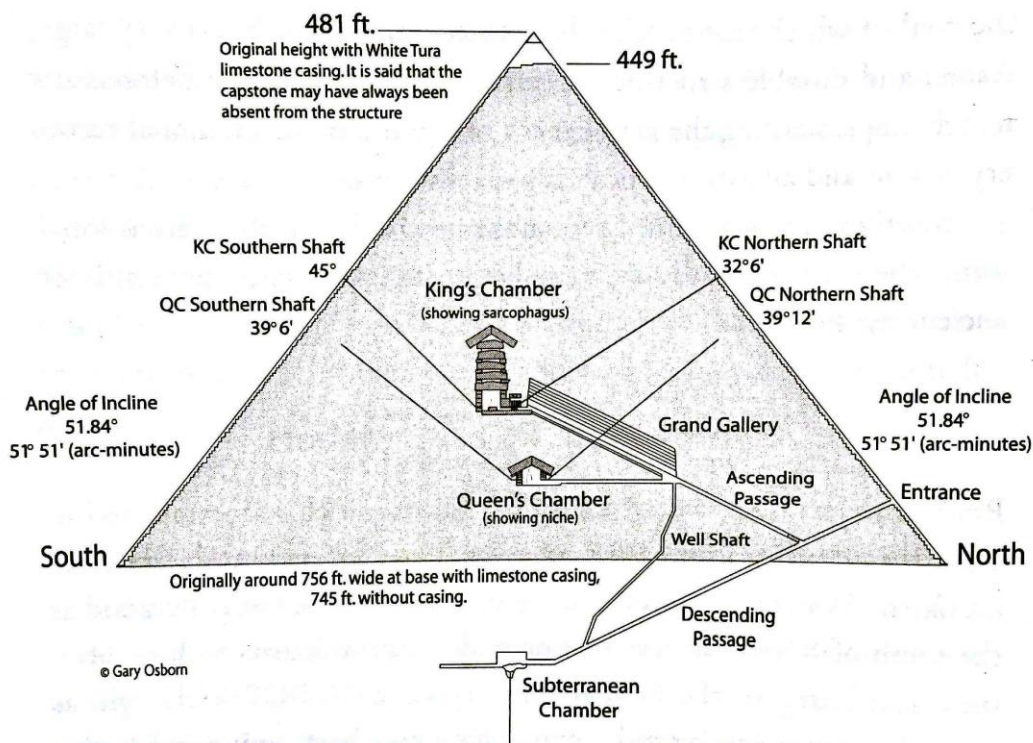 481 ft.
Original height with White Tura
limestone casing. It is said that the
capstone may have always been
absent from the structure
449 ft.
KC Southern Shaft
45°
KC Northern Shaft
32°6'
QC Southern Shaft
39°6'
QC Northern Shaft
39°12'
King's Chamber
(showing sarcophagus)
Angle of Incline
51.84°
51° 51' (arc-minutes)
Grand Gallery
Angle of Incline
51.84°
51° 51' (arc-minutes)
Ascending
Passage
Entrance
Queen's Chamber
(showing niche)
Well Shaft
South
North
Originally around 756 ft. wide at base with limestone casing,
745 ft. without casing.
Descending
Passage
© Gary Osborn
Subterranean
Chamber